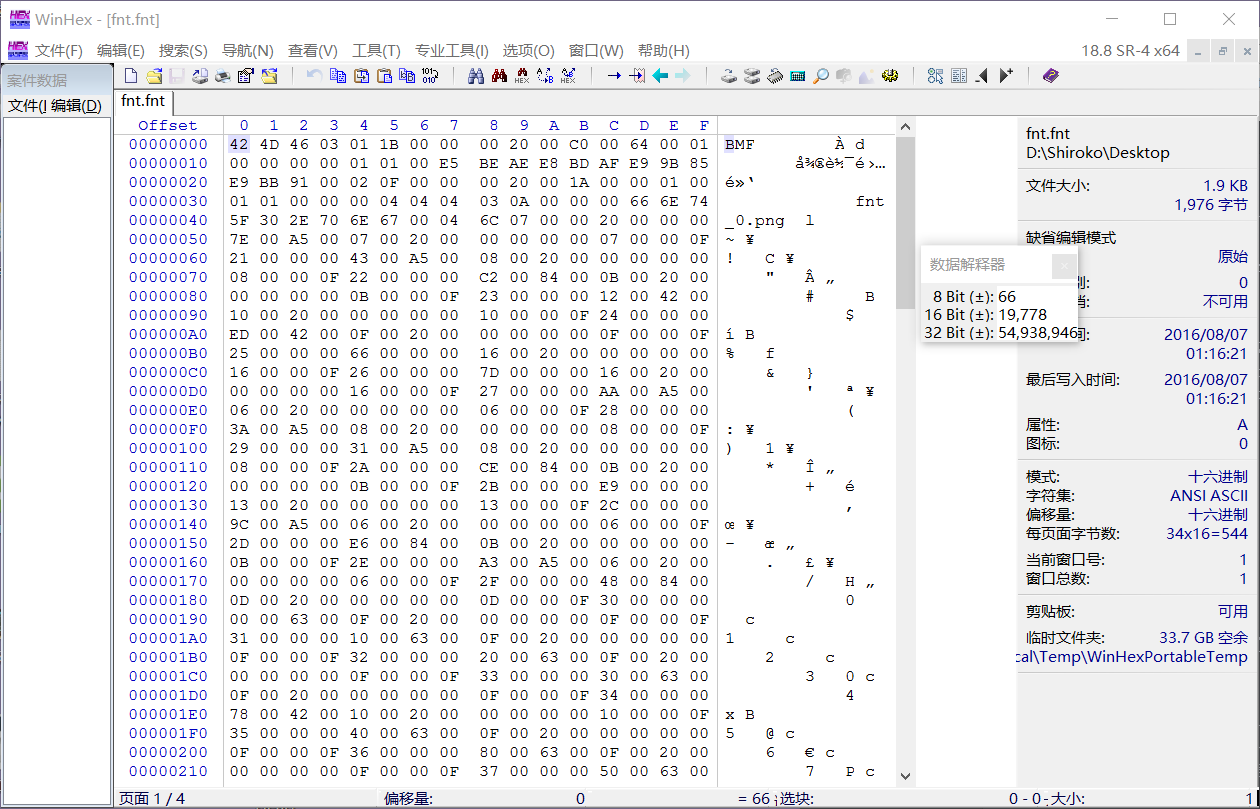 WinHex - [fnt.fnt]
文件(F) 编辑(E) 搜索(S) 导航(N) 查看(V) 工具(T) 专业工具(I) 选项(O) 窗口(W) 帮助(H) 18.8 SR-4 x64
案件数据
文件(I 编辑(D)
fnt.fnt
Offset 0 1 2 3 4 5 6 7 8 9 A B C D E F
00000000 42 4D 46 03 01 1B 00 00 00 20 00 C0 00 64 00 01 BMF À d
00000010 00 00 00 00 01 01 00 E5 BE AE E8 BD AF E9 9B 85 å¾®è½¯é›…
00000020 E9 BB 91 00 02 0F 00 00 00 20 00 1A 00 00 01 00 é»‘
00000030 01 01 00 00 00 04 04 04 03 0A 00 00 00 66 6E 74 fnt
00000040 5F 30 2E 70 6E 67 00 04 6C 07 00 00 20 00 00 00 _0.png l
00000050 7E 00 A5 00 07 00 20 00 00 00 00 00 07 00 00 0F ~ ¥
00000060 21 00 00 00 43 00 A5 00 08 00 20 00 00 00 00 00 ! C ¥
00000070 08 00 00 0F 22 00 00 00 C2 00 84 00 0B 00 20 00 " Â „
00000080 00 00 00 00 0B 00 00 0F 23 00 00 00 12 00 42 00 # B
00000090 10 00 20 00 00 00 00 00 10 00 00 0F 24 00 00 00 $
000000A0 ED 00 42 00 0F 00 20 00 00 00 00 00 0F 00 00 0F í B
000000B0 25 00 00 00 66 00 00 00 16 00 20 00 00 00 00 00 % f
000000C0 16 00 00 0F 26 00 00 00 7D 00 00 00 16 00 20 00 & }
000000D0 00 00 00 00 16 00 00 0F 27 00 00 00 AA 00 A5 00 ' ª ¥
000000E0 06 00 20 00 00 00 00 00 06 00 00 0F 28 00 00 00 (
000000F0 3A 00 A5 00 08 00 20 00 00 00 00 00 08 00 00 0F : ¥
00000100 29 00 00 00 31 00 A5 00 08 00 20 00 00 00 00 00 ) 1 ¥
00000110 08 00 00 0F 2A 00 00 00 CE 00 84 00 0B 00 20 00 * Î „
00000120 00 00 00 00 0B 00 00 0F 2B 00 00 00 E9 00 00 00 + é
00000130 13 00 20 00 00 00 00 00 13 00 00 0F 2C 00 00 00 ,
00000140 9C 00 A5 00 06 00 20 00 00 00 00 00 06 00 00 0F œ ¥
00000150 2D 00 00 00 E6 00 84 00 0B 00 20 00 00 00 00 00 - æ „
00000160 0B 00 00 0F 2E 00 00 00 A3 00 A5 00 06 00 20 00 . £ ¥
00000170 00 00 00 00 06 00 00 0F 2F 00 00 00 48 00 84 00 / H „
00000180 0D 00 20 00 00 00 00 00 0D 00 00 0F 30 00 00 00 0
00000190 00 00 63 00 0F 00 20 00 00 00 00 00 0F 00 00 0F c
000001A0 31 00 00 00 10 00 63 00 0F 00 20 00 00 00 00 00 1 c
000001B0 0F 00 00 0F 32 00 00 00 20 00 63 00 0F 00 20 00 2 c
000001C0 00 00 00 00 0F 00 00 0F 33 00 00 00 30 00 63 00 3 0 c
000001D0 0F 00 20 00 00 00 00 00 0F 00 00 0F 34 00 00 00 4
000001E0 78 00 42 00 10 00 20 00 00 00 00 00 10 00 00 0F x B
000001F0 35 00 00 00 40 00 63 00 0F 00 20 00 00 00 00 00 5 @ c
00000200 0F 00 00 0F 36 00 00 00 80 00 63 00 0F 00 20 00 6 € c
00000210 00 00 00 00 0F 00 00 0F 37 00 00 00 50 00 63 00 7 P c
数据解释器
8 Bit (±): 66
16 Bit (±): 19,778
32 Bit (±): 54,938,946
fnt.fnt
D:\Shiroko\Desktop
文件大小: 1.9 KB
1,976 字节
缺省编辑模式
原始
别: 0
不可用
间: 2016/08/07
01:16:21
最后写入时间: 2016/08/07
01:16:21
属性: A
图标: 0
模式: 十六进制
字符集: ANSI ASCII
偏移量: 十六进制
每页面字节数: 34x16=544
当前窗口号: 1
窗口总数: 1
剪贴板: 可用
临时文件夹: 33.7 GB 空余
cal\Temp\WinHexPortableTemp
页面 1 / 4 偏移量: 0 = 66 选块: 0 - 0 大小: 1